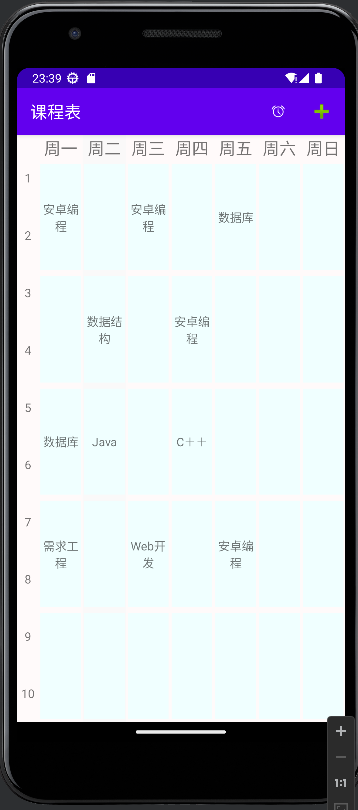 23:39
课程表
周一 周二 周三 周四 周五 周六 周日
1
安卓编 安卓编 数据库
程 程
2
3
数据结 安卓编
构 程
4
5
数据库 Java C＋＋
6
7
需求工 Web开 安卓编
程 发 程
8
9
10
1:1